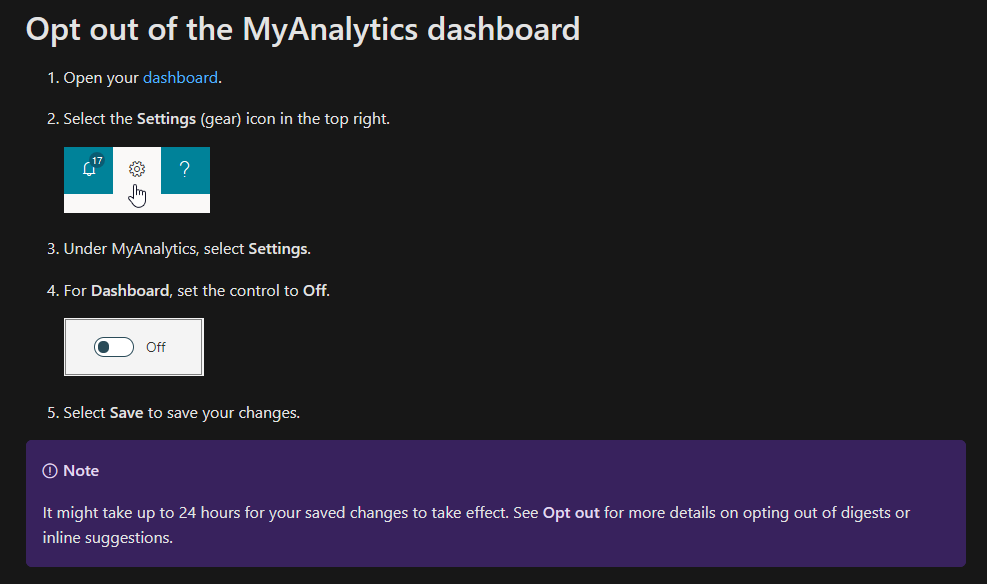 Opt out of the MyAnalytics dashboard
1. Open your dashboard.
2. Select the Settings (gear) icon in the top right.
17
?
3. Under MyAnalytics, select Settings.
4. For Dashboard, set the control to Off.
Off
5. Select Save to save your changes.
Note
It might take up to 24 hours for your saved changes to take effect. See Opt out for more details on opting out of digests or
inline suggestions.